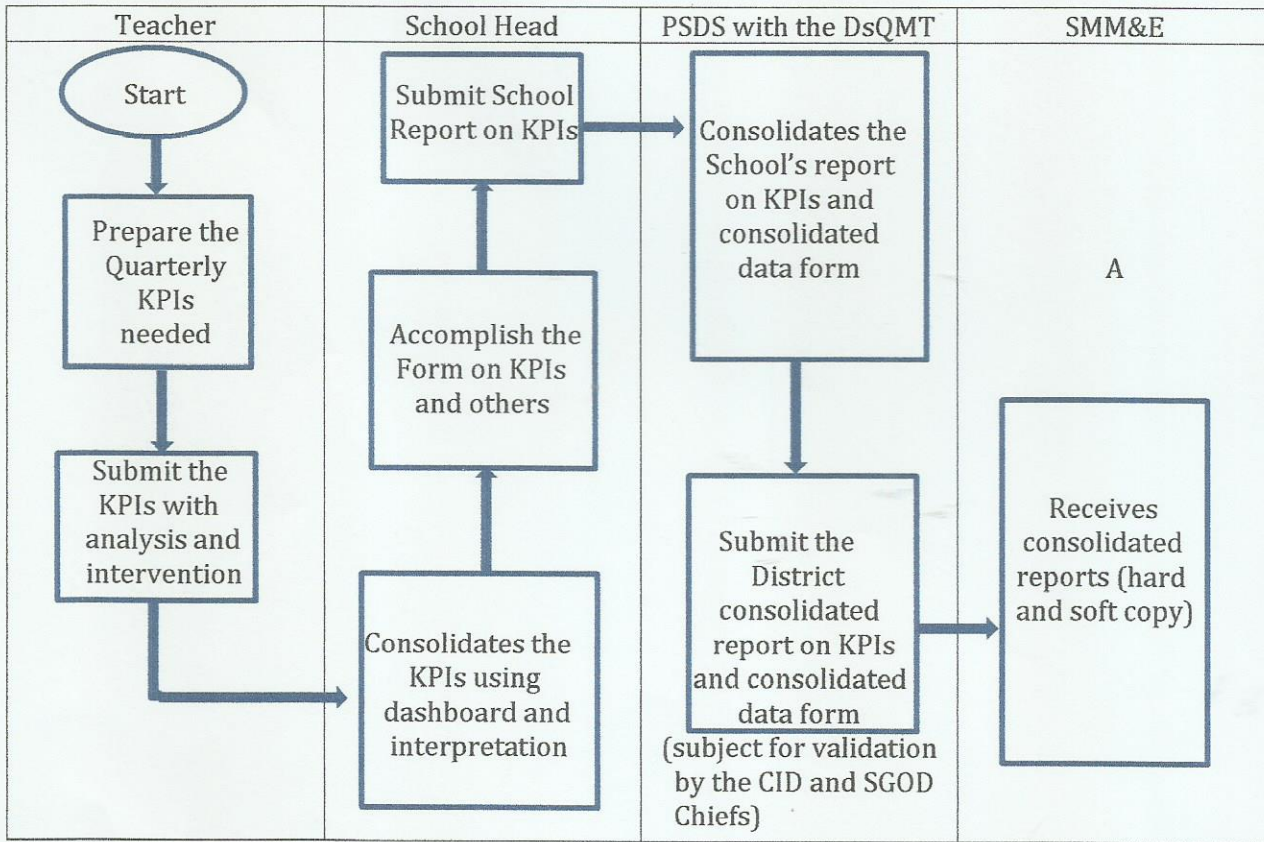 Teacher
School Head
PSDS with the DsQMT
SMM&E
Start
Prepare the
Quarterly
KPIs
needed
Submit the
KPIs with
analysis and
intervention
Submit School
Report on KPIs
Accomplish the
Form on KPIs
and others
Consolidates the
KPIs using
dashboard and
interpretation
Consolidates the
School's report
on KPIs and
consolidated
data form
Submit the
District
consolidated
report on KPIs
and consolidated
data form
(subject for validation
by the CID and SGOD
Chiefs)
A
Receives
consolidated
reports (hard
and soft copy)